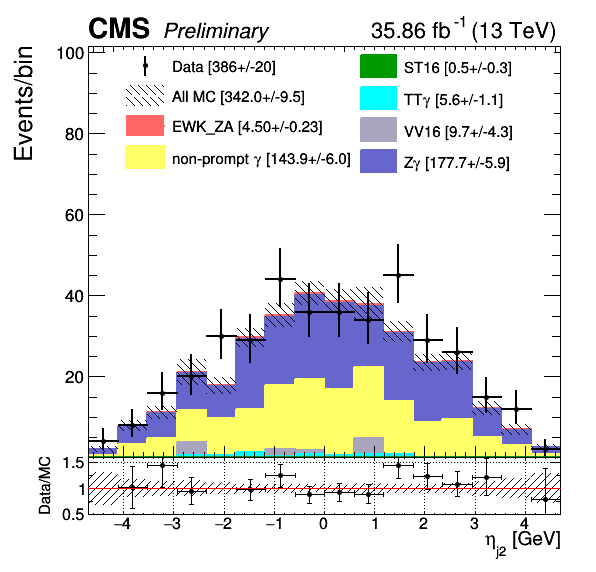 CMS Preliminary 35.86 fb⁻¹ (13 TeV)
Events/bin
100
80
60
40
20
Data [386+/-20]
All MC [342.0+/-9.5]
EWK_ZA [4.50+/-0.23]
non-prompt γ [143.9+/-6.0]
ST16 [0.5+/-0.3]
TTγ [5.6+/-1.1]
VV16 [9.7+/-4.3]
Zγ [177.7+/-5.9]
Data/MC
1.5
1
0.5
−4 −3 −2 −1 0 1 2 3 4
η_j2 [GeV]